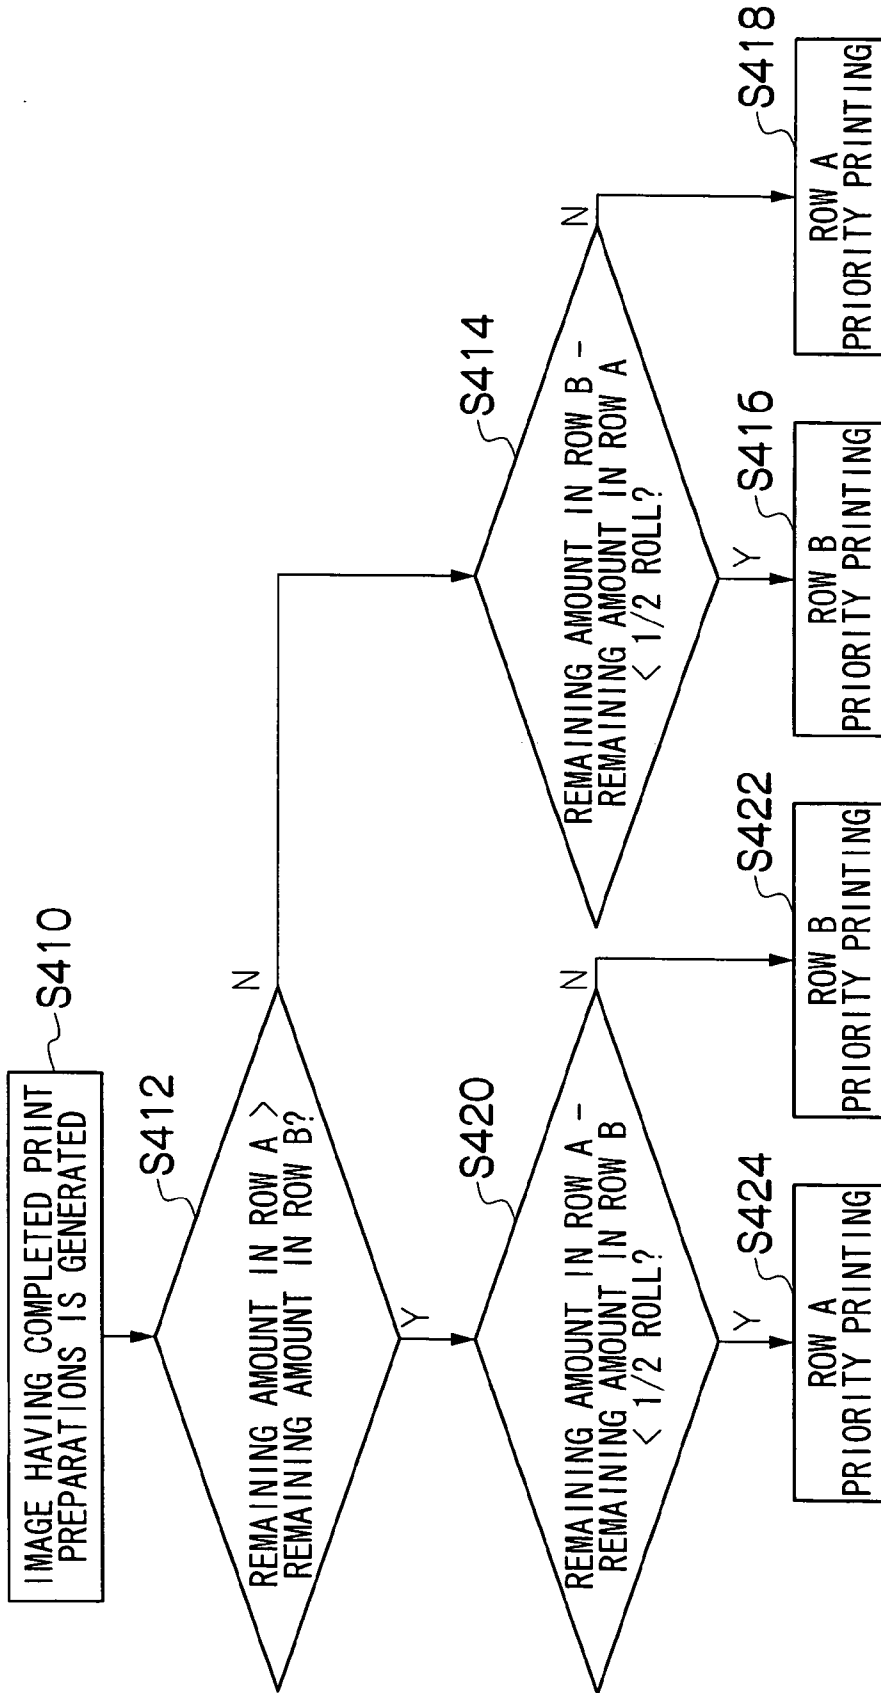 IMAGE HAVING COMPLETED PRINT
PREPARATIONS IS GENERATED
S410
S412
REMAINING AMOUNT IN ROW A >
REMAINING AMOUNT IN ROW B?
N
Y
S420
REMAINING AMOUNT IN ROW A -
REMAINING AMOUNT IN ROW B
< 1/2 ROLL?
N
Y
S414
REMAINING AMOUNT IN ROW B -
REMAINING AMOUNT IN ROW A
< 1/2 ROLL?
N
Y
S424
ROW A
PRIORITY PRINTING
S422
ROW B
PRIORITY PRINTING
S416
ROW B
PRIORITY PRINTING
S418
ROW A
PRIORITY PRINTING